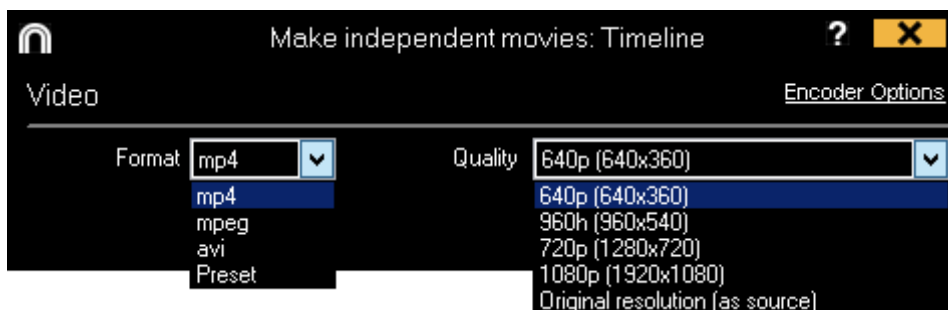 Make independent movies: Timeline ?
Video Encoder Options
Format mp4 Quality 640p (640x360)
mp4 640p (640x360)
mpeg 960h (960x540)
avi 720p (1280x720)
Preset 1080p (1920x1080)
Original resolution (as source)